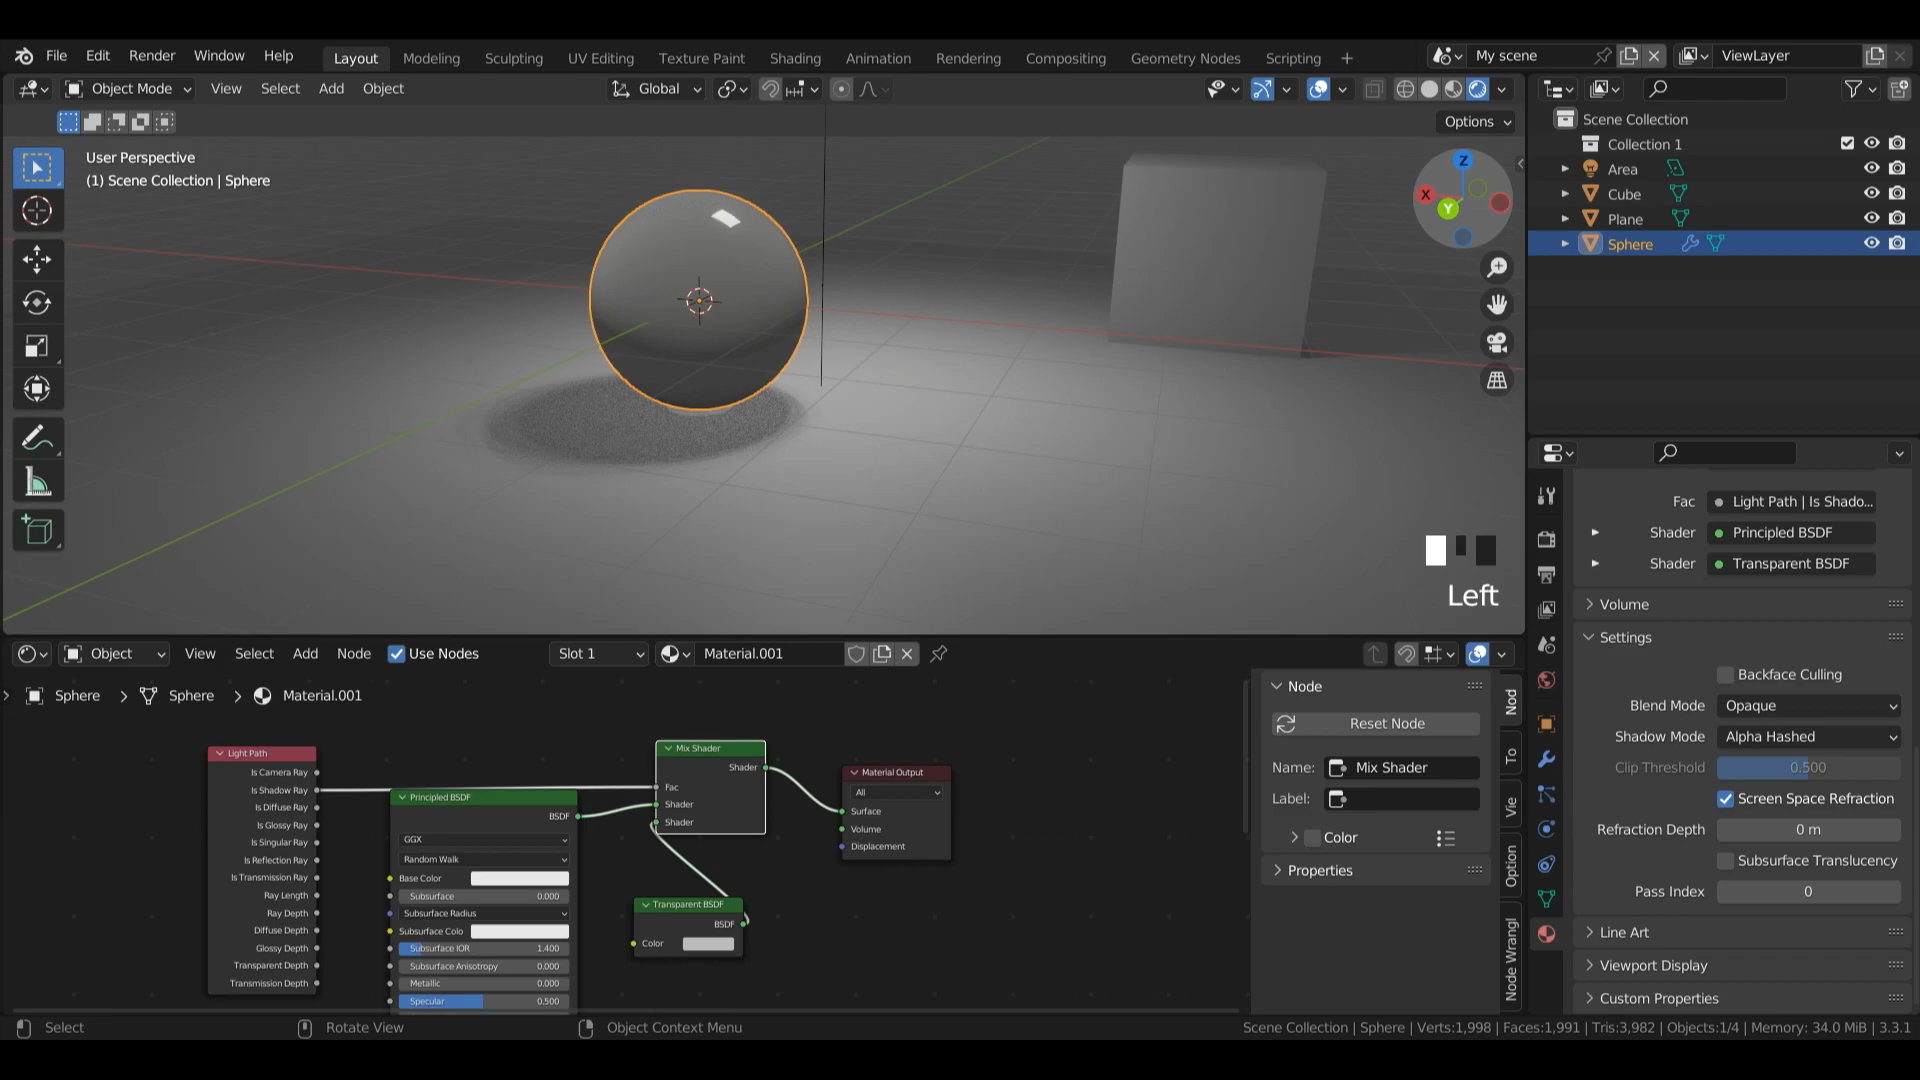 File Edit Render Window Help Layout Modeling Sculpting UV Editing Texture Paint Shading Animation Rendering Compositing Geometry Nodes Scripting + My scene ViewLayer
Object Mode View Select Add Object Global
Options
User Perspective
(1) Scene Collection | Sphere
Z
X
Y
Left
Scene Collection
Collection 1
Area
Cube
Plane
Sphere
Fac Light Path | Is Shado...
Shader Principled BSDF
Shader Transparent BSDF
Volume
Settings
Backface Culling
Blend Mode Opaque
Shadow Mode Alpha Hashed
Clip Threshold 0.500
Screen Space Refraction
Refraction Depth 0 m
Subsurface Translucency
Pass Index 0
Line Art
Viewport Display
Custom Properties
Object View Select Add Node Use Nodes Slot 1 Material.001
Sphere Sphere Material.001
Light Path
Is Camera Ray
Is Shadow Ray
Is Diffuse Ray
Is Glossy Ray
Is Singular Ray
Is Reflection Ray
Is Transmission Ray
Ray Length
Ray Depth
Diffuse Depth
Glossy Depth
Transparent Depth
Transmission Depth
Principled BSDF
BSDF
GGX
Random Walk
Base Color
Subsurface 0.000
Subsurface Radius
Subsurface Colo
Subsurface IOR 1.400
Subsurface Anisotropy 0.000
Metallic 0.000
Specular 0.500
Mix Shader
Shader
Fac
Shader
Shader
Transparent BSDF
BSDF
Color
Material Output
All
Surface
Volume
Displacement
Node
Reset Node
Name: Mix Shader
Label:
Color
Properties
Nod
To
Vie
Option
Node Wrangl
Select Rotate View Object Context Menu Scene Collection | Sphere | Verts:1,998 | Faces:1,991 | Tris:3,982 | Objects:1/4 | Memory: 34.0 MiB | 3.3.1